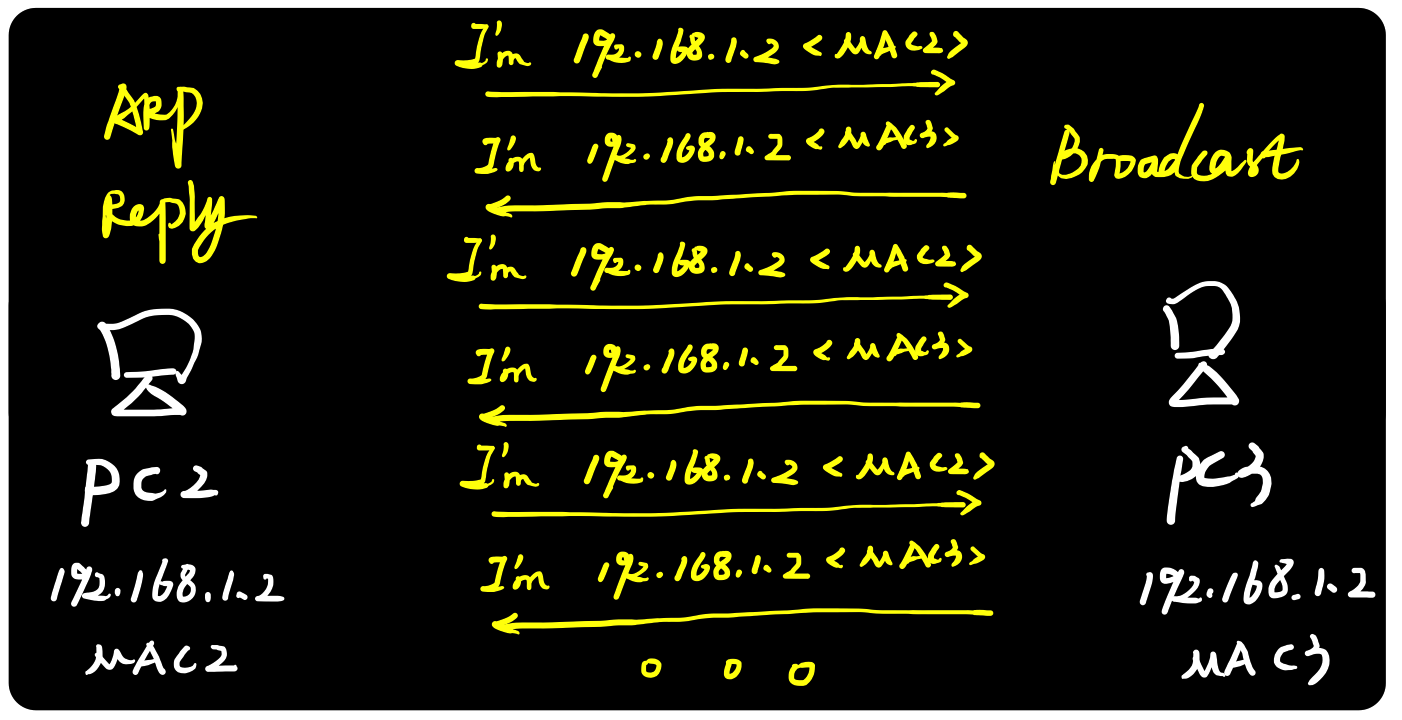 I'm 192.168.1.2 <MAC2>
ARP
Reply
I'm 192.168.1.2 <MAC3>
Broadcast
I'm 192.168.1.2 <MAC2>
I'm 192.168.1.2 <MAC3>
I'm 192.168.1.2 <MAC2>
I'm 192.168.1.2 <MAC3>
PC2
192.168.1.2
MAC2
PC3
192.168.1.2
MAC3